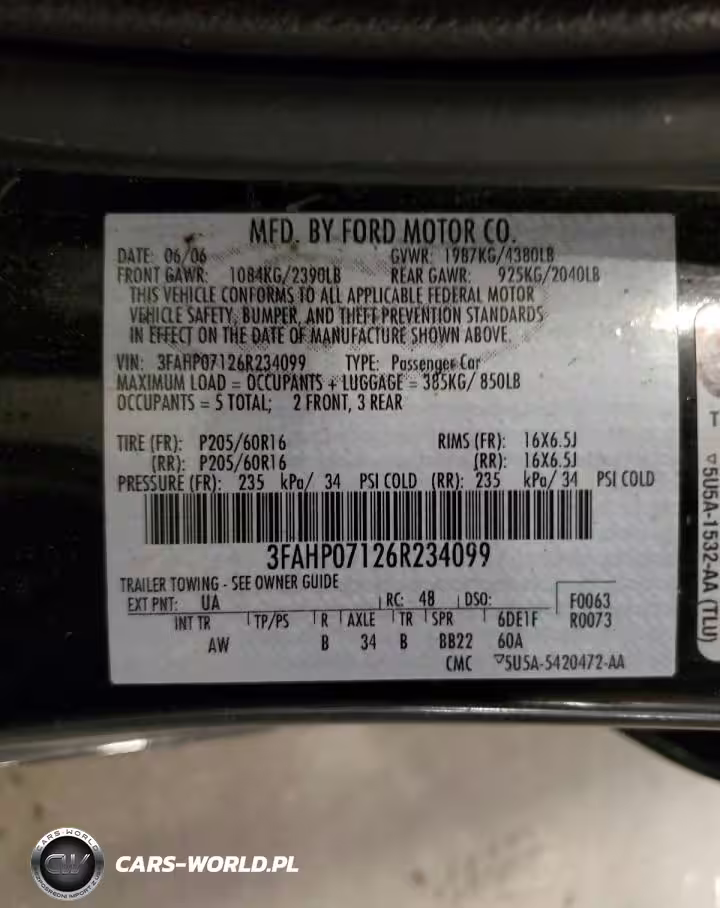 MFD. BY FORD MOTOR CO.
DATE: 06/06 GVWR: 1987KG/4380LB
FRONT GAWR: 1084KG/2390LB REAR GAWR: 925KG/2040LB
THIS VEHICLE CONFORMS TO ALL APPLICABLE FEDERAL MOTOR
VEHICLE SAFETY, BUMPER, AND THEFT PREVENTION STANDARDS
IN EFFECT ON THE DATE OF MANUFACTURE SHOWN ABOVE.
VIN: 3FAHP07126R234099 TYPE: Passenger Car
MAXIMUM LOAD = OCCUPANTS + LUGGAGE = 385KG/ 850LB
OCCUPANTS = 5 TOTAL; 2 FRONT, 3 REAR
TIRE (FR): P205/60R16 RIMS (FR): 16X6.5J
(RR): P205/60R16 (RR): 16X6.5J
PRESSURE (FR): 235 kPa/ 34 PSI COLD (RR): 235 kPa/ 34 PSI COLD
3FAHP07126R234099
TRAILER TOWING - SEE OWNER GUIDE
EXT PNT: UA RC: 48 DSO: F0063
INT TR TP/PS R AXLE TR SPR 6DE1F R0073
AW B 34 B BB22 60A
CMC ▽5U5A-5420472-AA
T
▽5U5A-1532-AA (TLU)
CARS-WORLD
CW
CARS-WORLD.PL